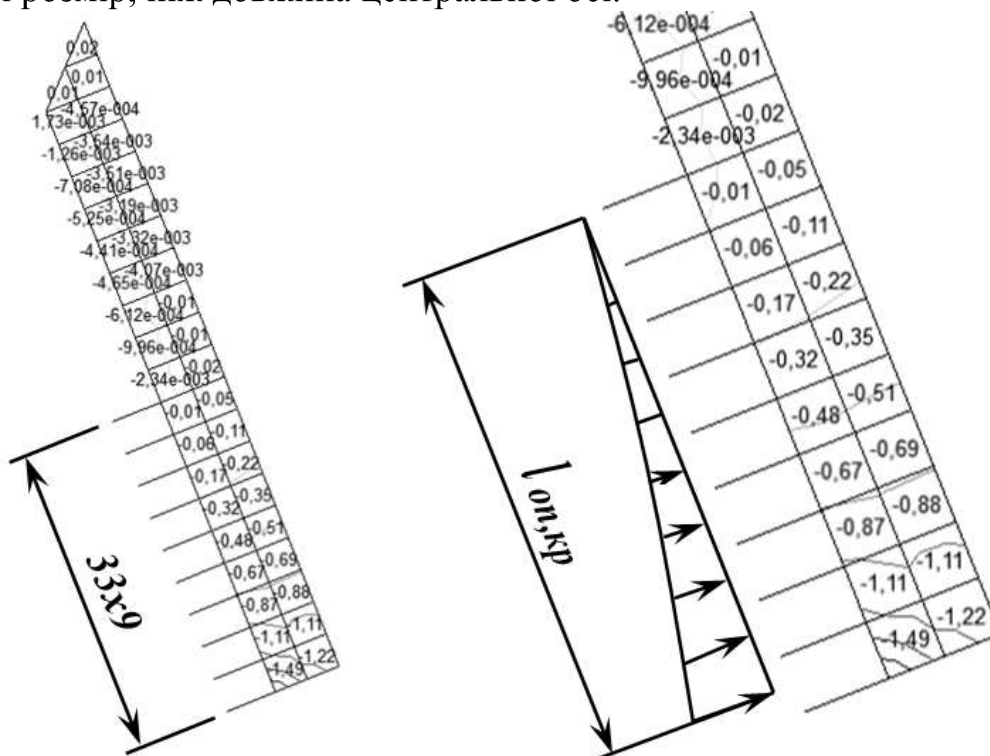 розмір, ніж довжина центральної осі.
0,02
0,01
0,01
-4,57e-004
1,73e-003
-3,54e-003
-1,26e-003
-3,51e-003
-7,08e-004
-3,19e-003
-5,25e-004
-3,32e-003
-4,41e-004
-4,07e-003
-4,65e-004
-0,01
-6,12e-004
-0,01
-9,96e-004
-0,02
-2,34e-003
-0,05
-0,01
-0,11
-0,06
-0,22
-0,17
-0,35
-0,32
-0,51
-0,48
-0,69
-0,67
-0,88
-0,87
-1,11
-1,11
-1,22
-1,49
33х9
l оп,кр
-6,12e-004
-0,01
-9,96e-004
-0,02
-2,34e-003
-0,05
-0,01
-0,11
-0,06
-0,22
-0,17
-0,35
-0,32
-0,51
-0,48
-0,69
-0,67
-0,88
-0,87
-1,11
-1,11
-1,22
-1,49